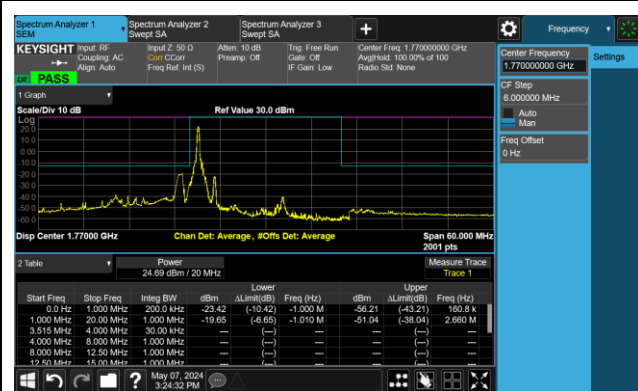 Spectrum Analyzer 1
SEM
Spectrum Analyzer 2
Swept SA
Spectrum Analyzer 3
Swept SA
Frequency
KEYSIGHT
Input: RF
Coupling: AC
Align: Auto
Input Z: 50 Ω
Corr CCorr
Freq Ref: Int (S)
Atten: 10 dB
Preamp: Off
Trig: Free Run
Gate: Off
IF Gain: Low
Center Freq: 1.770000000 GHz
Avg|Hold: 100.00% of 100
Radio Std: None
PASS
Center Frequency
1.770000000 GHz
Settings
CF Step
6.000000 MHz
Auto
Man
Freq Offset
0 Hz
1 Graph
Scale/Div 10 dB
Ref Value 30.0 dBm
Log
20.0
10.0
0.00
-10.0
-20.0
-30.0
-40.0
-50.0
-60.0
Disp Center 1.77000 GHz
Chan Det: Average , #Offs Det: Average
Span 60.000 MHz
2001 pts
2 Table
Power
24.69 dBm / 20 MHz
Measure Trace
Trace 1
Lower Upper
Start Freq Stop Freq Integ BW dBm ΔLimit(dB) Freq (Hz) dBm ΔLimit(dB) Freq (Hz)
0.0 Hz 1.000 MHz 200.0 kHz -23.42 (-10.42) -1.000 M -56.21 (-43.21) 160.8 k
1.000 MHz 20.00 MHz 1.000 MHz -19.65 (-6.65) -1.010 M -51.04 (-38.04) 2.660 M
3.515 MHz 4.000 MHz 30.00 kHz --- (---) --- --- (---) ---
4.000 MHz 8.000 MHz 1.000 MHz --- (---) --- --- (---) ---
8.000 MHz 12.50 MHz 1.000 MHz --- (---) --- --- (---) ---
12.50 MHz 15.00 MHz 1.000 MHz --- (---) --- --- (---) ---
May 07, 2024
3:24:32 PM